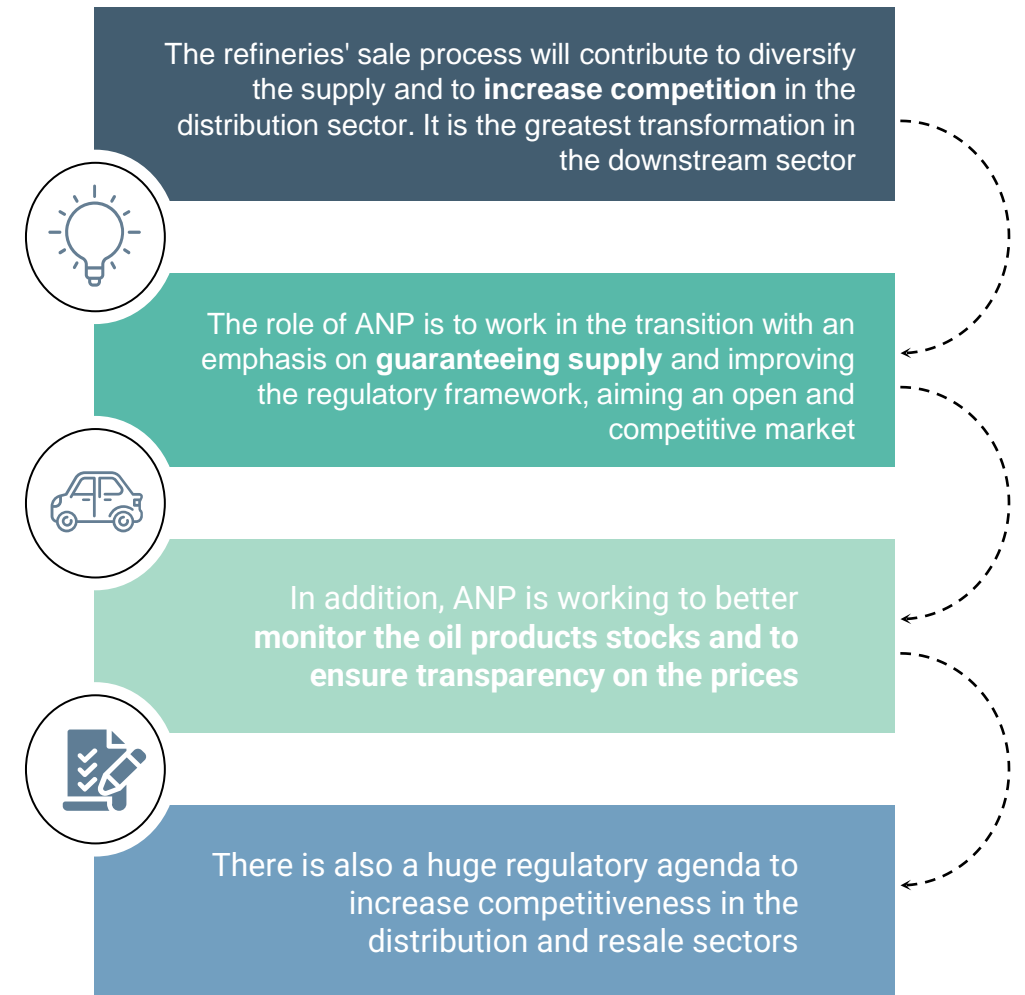 The refineries' sale process will contribute to diversify
the supply and to increase competition in the
distribution sector. It is the greatest transformation in
the downstream sector
The role of ANP is to work in the transition with an
emphasis on guaranteeing supply and improving
the regulatory framework, aiming an open and
competitive market
In addition, ANP is working to better
monitor the oil products stocks and to
ensure transparency on the prices
There is also a huge regulatory agenda to
increase competitiveness in the
distribution and resale sectors